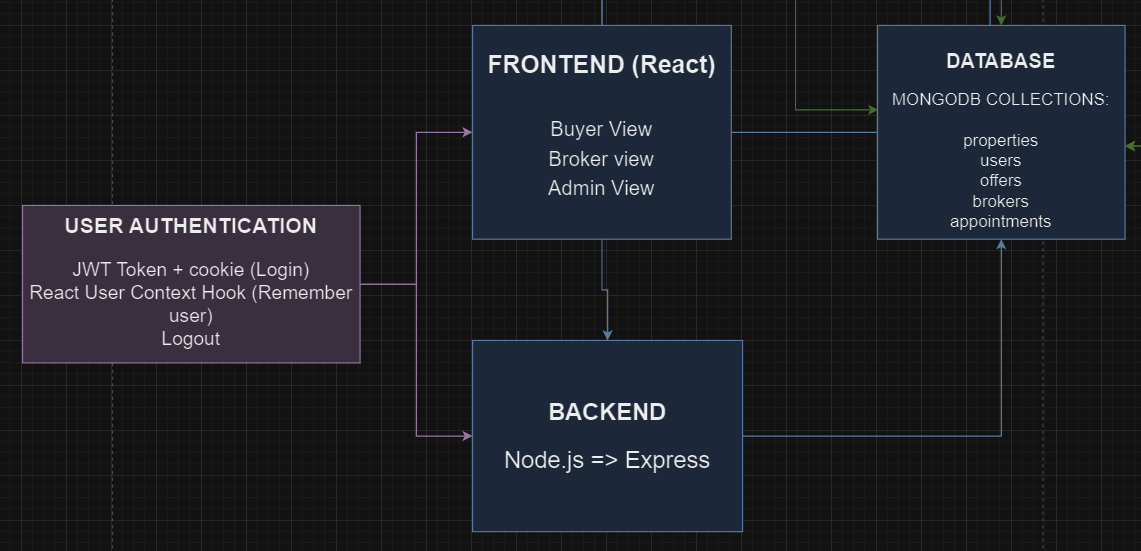 FRONTEND (React)
Buyer View
Broker view
Admin View
DATABASE
MONGODB COLLECTIONS:
properties
users
offers
brokers
appointments
USER AUTHENTICATION
JWT Token + cookie (Login)
React User Context Hook (Remember
user)
Logout
BACKEND
Node.js => Express